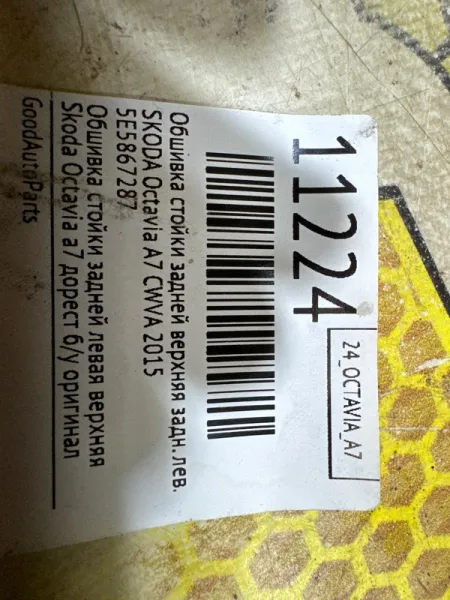 11224
24_OCTAVIA_A7
Обшивка стойки задней верхняя задн. лев.
SKODA Octavia A7 CWVA 2015
5E5867287
Обшивка стойки задней левая верхняя
Skoda Octavia a7 дорест б/у оригинал
GoodAutoParts